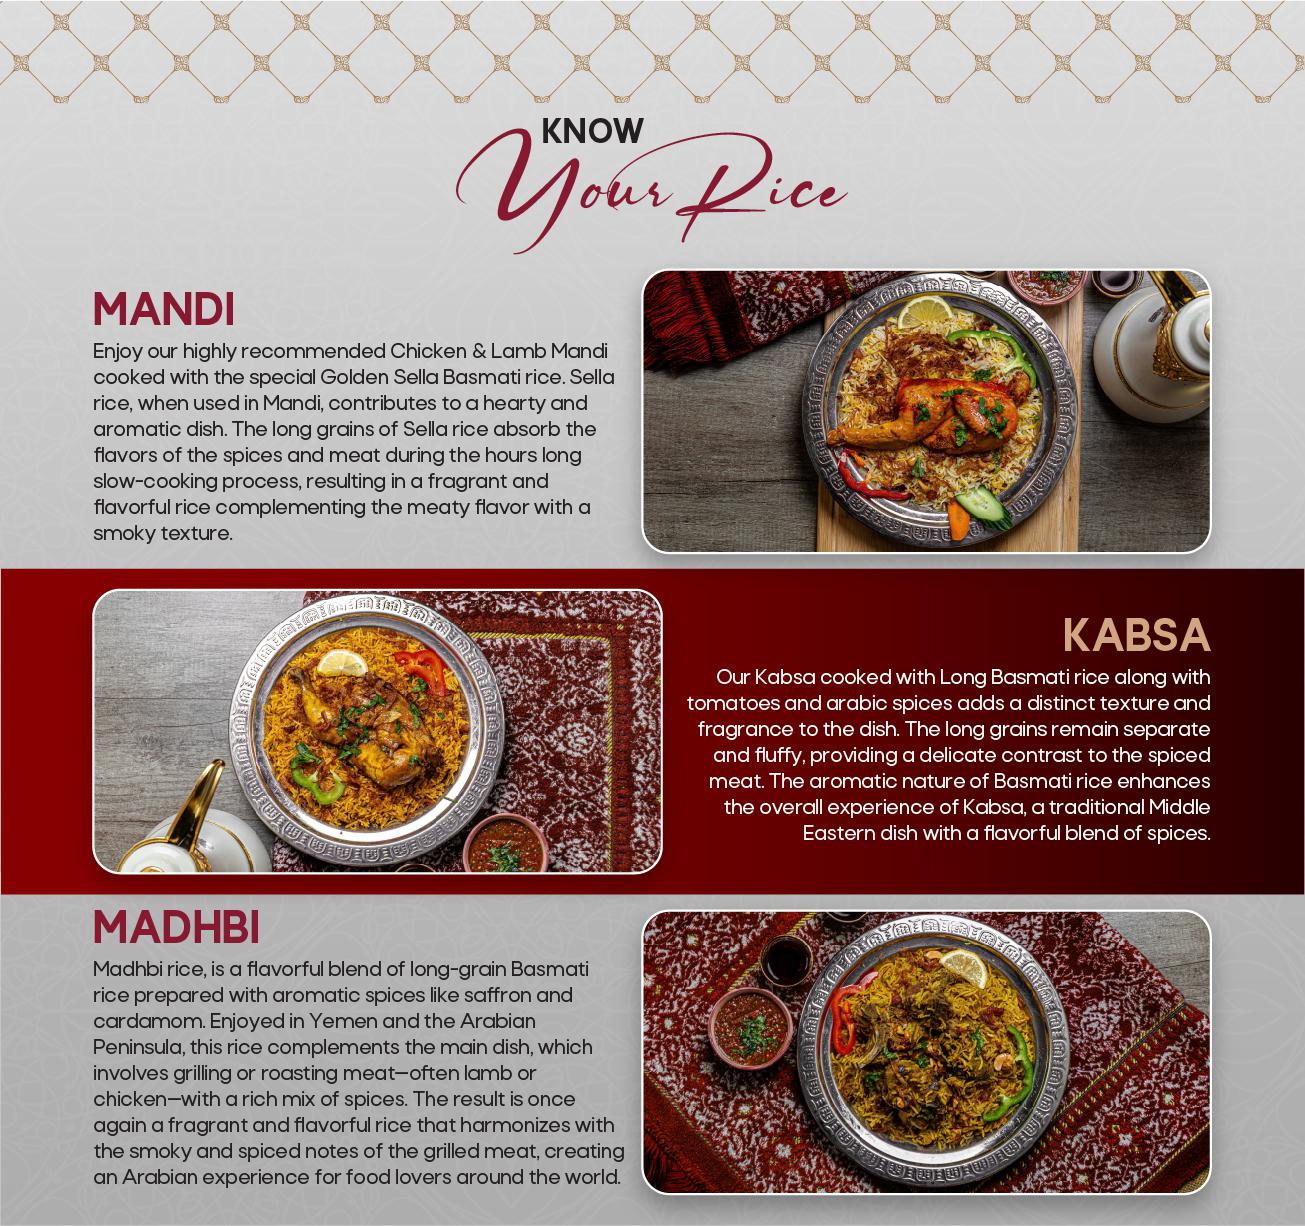 KNOW
Your Rice
MANDI
Enjoy our highly recommended Chicken & Lamb Mandi
cooked with the special Golden Sella Basmati rice. Sella
rice, when used in Mandi, contributes to a hearty and
aromatic dish. The long grains of Sella rice absorb the
flavors of the spices and meat during the hours long
slow-cooking process, resulting in a fragrant and
flavorful rice complementing the meaty flavor with a
smoky texture.
KABSA
Our Kabsa cooked with Long Basmati rice along with
tomatoes and arabic spices adds a distinct texture and
fragrance to the dish. The long grains remain separate
and fluffy, providing a delicate contrast to the spiced
meat. The aromatic nature of Basmati rice enhances
the overall experience of Kabsa, a traditional Middle
Eastern dish with a flavorful blend of spices.
MADHBI
Madhbi rice, is a flavorful blend of long-grain Basmati
rice prepared with aromatic spices like saffron and
cardamom. Enjoyed in Yemen and the Arabian
Peninsula, this rice complements the main dish, which
involves grilling or roasting meat—often lamb or
chicken—with a rich mix of spices. The result is once
again a fragrant and flavorful rice that harmonizes with
the smoky and spiced notes of the grilled meat, creating
an Arabian experience for food lovers around the world.